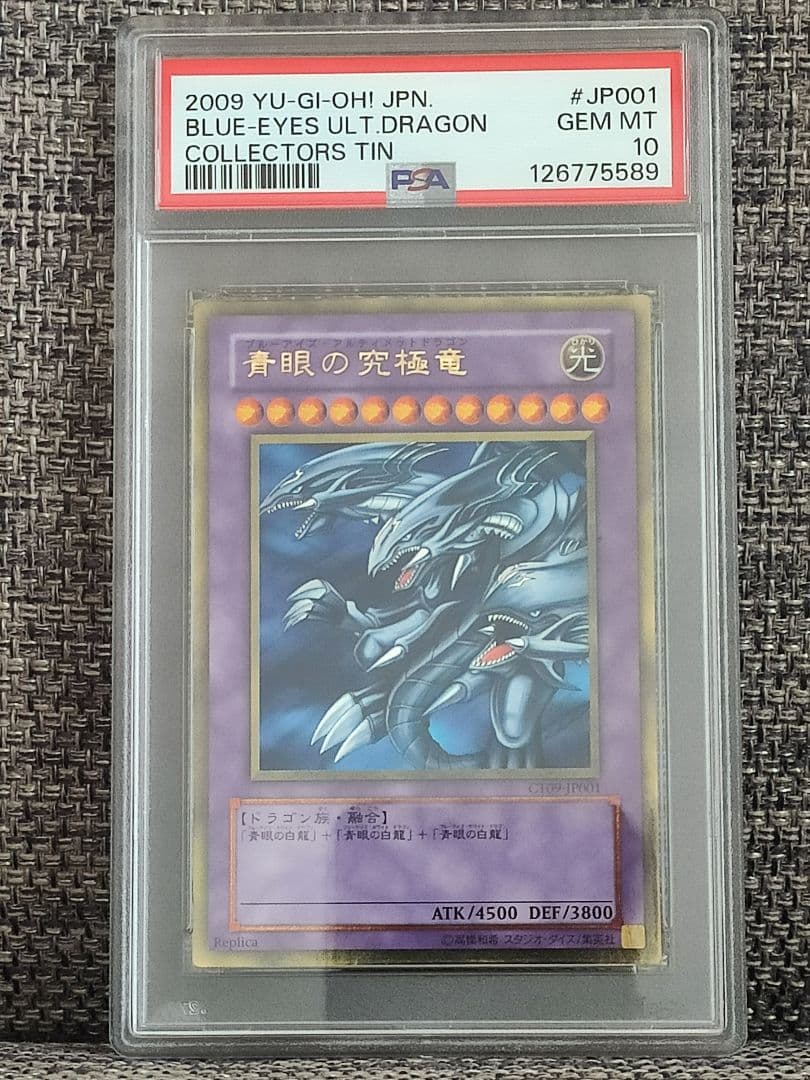 2009 YU-GI-OH! JPN. #JP001
BLUE-EYES ULT.DRAGON GEM MT
COLLECTORS TIN 10
PSA 126775589
ブルーアイズ・アルティメットドラゴン
青眼の究極竜
ひかり
光
CT09-JP001
【ドラゴン族・融合】
「青眼の白龍」+「青眼の白龍」+「青眼の白龍」
ATK/4500 DEF/3800
Replica ©高橋和希 スタジオ・ダイス/集英社